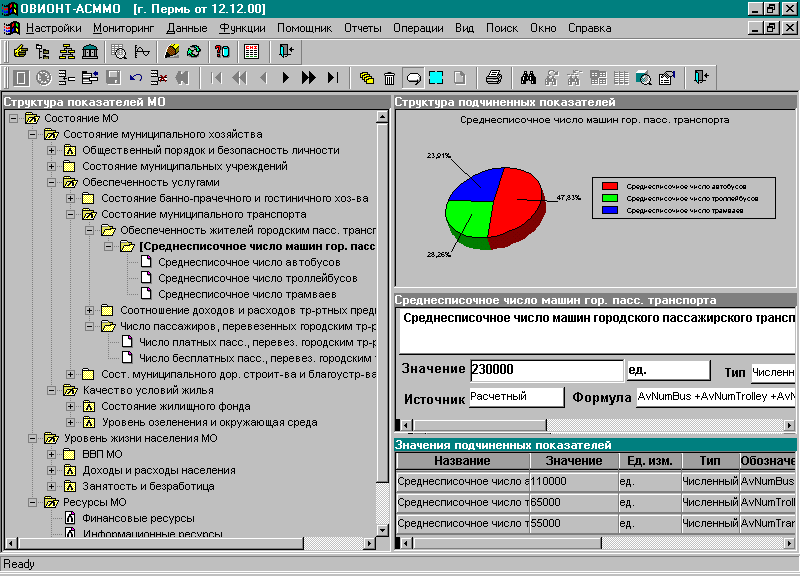 ОВИОНТ-АСММО [г. Пермь от 12.12.00]
Настройки Мониторинг Данные Функции Помощник Отчеты Операции Вид Поиск Окно Справка
Структура показателей МО
Состояние МО
Состояние муниципального хозяйства
Общественный порядок и безопасность личности
Состояние муниципальных учреждений
Обеспеченность услугами
Состояние банно-прачечного и гостиничного хоз-ва
Состояние муниципального транспорта
Обеспеченность жителей городским пасс. трансп
[Среднесписочное число машин гор. пасс
Среднесписочное число автобусов
Среднесписочное число троллейбусов
Среднесписочное число трамваев
Соотношение доходов и расходов тр-ртных пред
Число пассажиров, перевезенных городским тр-р
Число платных пасс., перевез. городским тр-
Число бесплатных пасс., перевез. городским
Сост. муниципального дор. строит-ва и благоустр-ва
Качество условий жилья
Состояние жилищного фонда
Уровень озеленения и окружающая среда
Уровень жизни населения МО
ВВП МО
Доходы и расходы населения
Занятость и безработица
Ресурсы МО
Финансовые ресурсы
Информационные ресурсы
Структура подчиненных показателей
Среднесписочное число машин гор. пасс. транспорта
23,91%
47,83%
28,26%
Среднесписочное число автобусов
Среднесписочное число троллейбусов
Среднесписочное число трамваев
Среднесписочное число машин гор. пасс. транспорта
Среднесписочное число машин городского пассажирского трансп
Значение 230000 ед. Тип Численн
Источник Расчетный Формула AvNumBus +AvNumTrolley +AvN
Значения подчиненных показателей
Название Значение Ед. изм. Тип Обозначе
Среднесписочное число а 110000 ед. Численный AvNumBus
Среднесписочное число т 65000 ед. Численный AvNumTroll
Среднесписочное число т 55000 ед. Численный AvNumTran
Ready